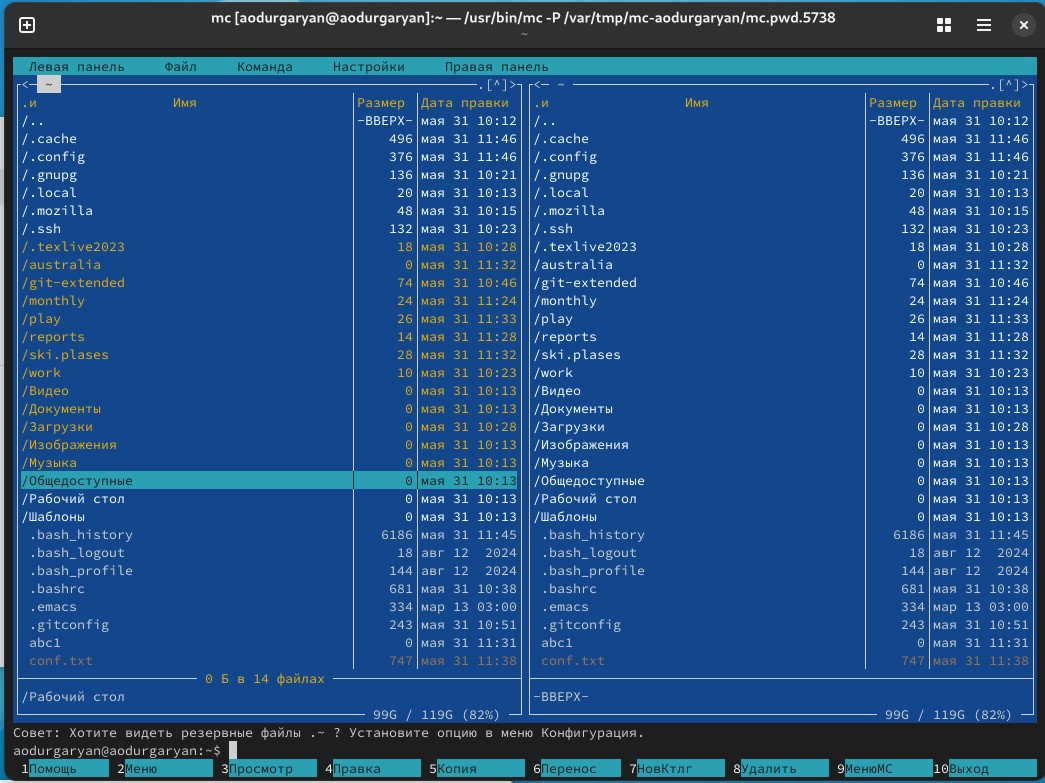 mc [aodurgaryan@aodurgaryan]:~ — /usr/bin/mc -P /var/tmp/mc-aodurgaryan/mc.pwd.5738
~
Левая панель Файл Команда Настройки Правая панель
<— ~ .[^]> <— ~ .[^]>
.и Имя Размер Дата правки .и Имя Размер Дата правки
/.. -ВВЕРХ- мая 31 10:12 /.. -ВВЕРХ- мая 31 10:12
/.cache 496 мая 31 11:46 /.cache 496 мая 31 11:46
/.config 376 мая 31 11:46 /.config 376 мая 31 11:46
/.gnupg 136 мая 31 10:21 /.gnupg 136 мая 31 10:21
/.local 20 мая 31 10:13 /.local 20 мая 31 10:13
/.mozilla 48 мая 31 10:15 /.mozilla 48 мая 31 10:15
/.ssh 132 мая 31 10:23 /.ssh 132 мая 31 10:23
/.texlive2023 18 мая 31 10:28 /.texlive2023 18 мая 31 10:28
/australia 0 мая 31 11:32 /australia 0 мая 31 11:32
/git-extended 74 мая 31 10:46 /git-extended 74 мая 31 10:46
/monthly 24 мая 31 11:24 /monthly 24 мая 31 11:24
/play 26 мая 31 11:33 /play 26 мая 31 11:33
/reports 14 мая 31 11:28 /reports 14 мая 31 11:28
/ski.plases 28 мая 31 11:32 /ski.plases 28 мая 31 11:32
/work 10 мая 31 10:23 /work 10 мая 31 10:23
/Видео 0 мая 31 10:13 /Видео 0 мая 31 10:13
/Документы 0 мая 31 10:13 /Документы 0 мая 31 10:13
/Загрузки 0 мая 31 10:28 /Загрузки 0 мая 31 10:28
/Изображения 0 мая 31 10:13 /Изображения 0 мая 31 10:13
/Музыка 0 мая 31 10:13 /Музыка 0 мая 31 10:13
/Общедоступные 0 мая 31 10:13 /Общедоступные 0 мая 31 10:13
/Рабочий стол 0 мая 31 10:13 /Рабочий стол 0 мая 31 10:13
/Шаблоны 0 мая 31 10:13 /Шаблоны 0 мая 31 10:13
.bash_history 6186 мая 31 11:45 .bash_history 6186 мая 31 11:45
.bash_logout 18 авг 12 2024 .bash_logout 18 авг 12 2024
.bash_profile 144 авг 12 2024 .bash_profile 144 авг 12 2024
.bashrc 681 мая 31 10:38 .bashrc 681 мая 31 10:38
.emacs 334 мар 13 03:00 .emacs 334 мар 13 03:00
.gitconfig 243 мая 31 10:51 .gitconfig 243 мая 31 10:51
abc1 0 мая 31 11:31 abc1 0 мая 31 11:31
conf.txt 747 мая 31 11:38 conf.txt 747 мая 31 11:38
0 Б в 14 файлах
/Рабочий стол -ВВЕРХ-
99G / 119G (82%) 99G / 119G (82%)
Совет: Хотите видеть резервные файлы .~ ? Установите опцию в меню Конфигурация.
aodurgaryan@aodurgaryan:~$
1Помощь 2Меню 3Просмотр 4Правка 5Копия 6Перенос 7НовКтлг 8Удалить 9МенюMC 10Выход